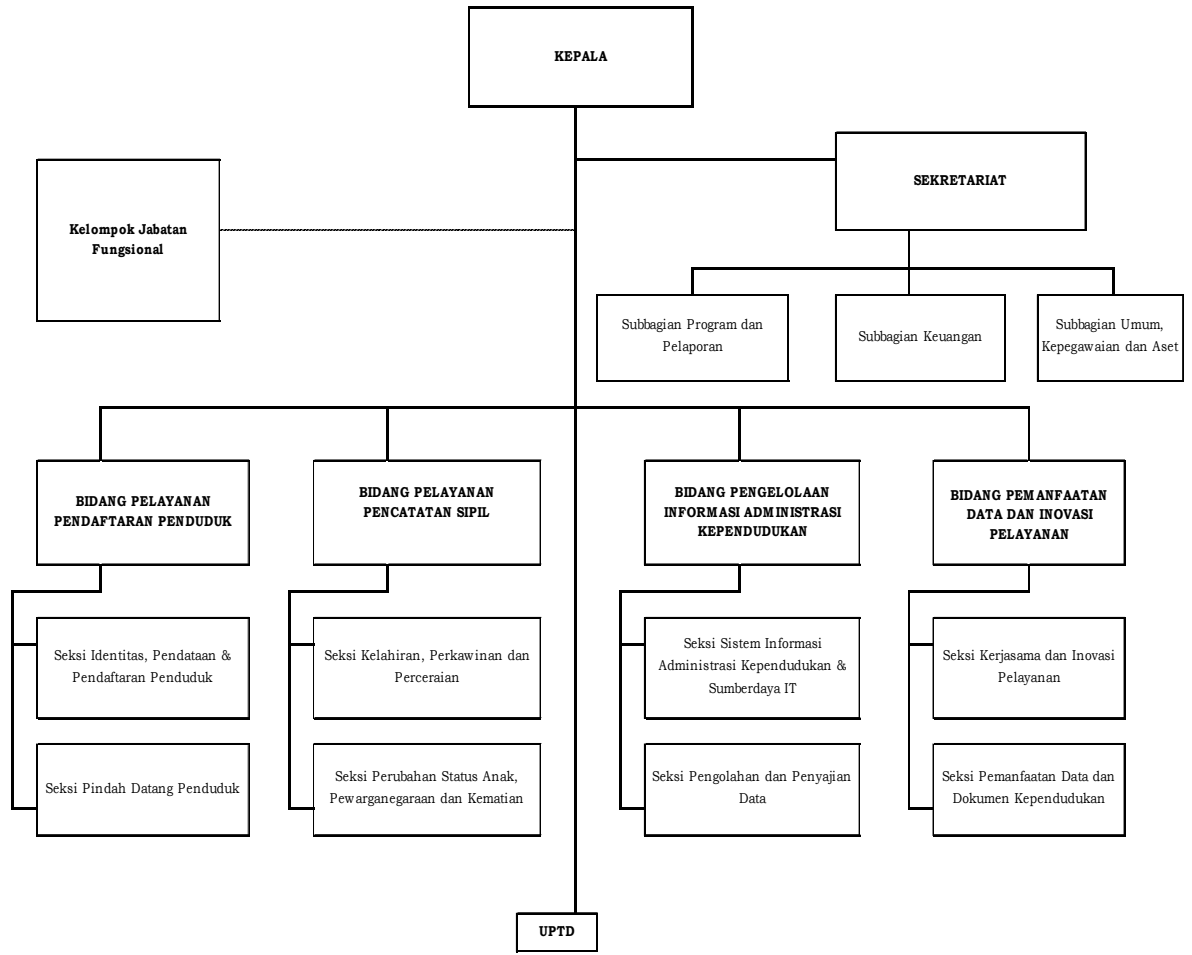 KEPALA
SEKRETARIAT
Kelompok Jabatan
Fungsional
Subbagian Program dan
Pelaporan
Subbagian Keuangan
Subbagian Umum,
Kepegawaian dan Aset
BIDANG PELAYANAN
PENDAFTARAN PENDUDUK
BIDANG PELAYANAN
PENCATATAN SIPIL
BIDANG PENGELOLAAN
INFORMASI ADMINISTRASI
KEPENDUDUKAN
BIDANG PEMANFAATAN
DATA DAN INOVASI
PELAYANAN
Seksi Identitas, Pendataan &
Pendaftaran Penduduk
Seksi Kelahiran, Perkawinan dan
Perceraian
Seksi Sistem Informasi
Administrasi Kependudukan &
Sumberdaya IT
Seksi Kerjasama dan Inovasi
Pelayanan
Seksi Pindah Datang Penduduk
Seksi Perubahan Status Anak,
Pewarganegaraan dan Kematian
Seksi Pengolahan dan Penyajian
Data
Seksi Pemanfaatan Data dan
Dokumen Kependudukan
UPTD